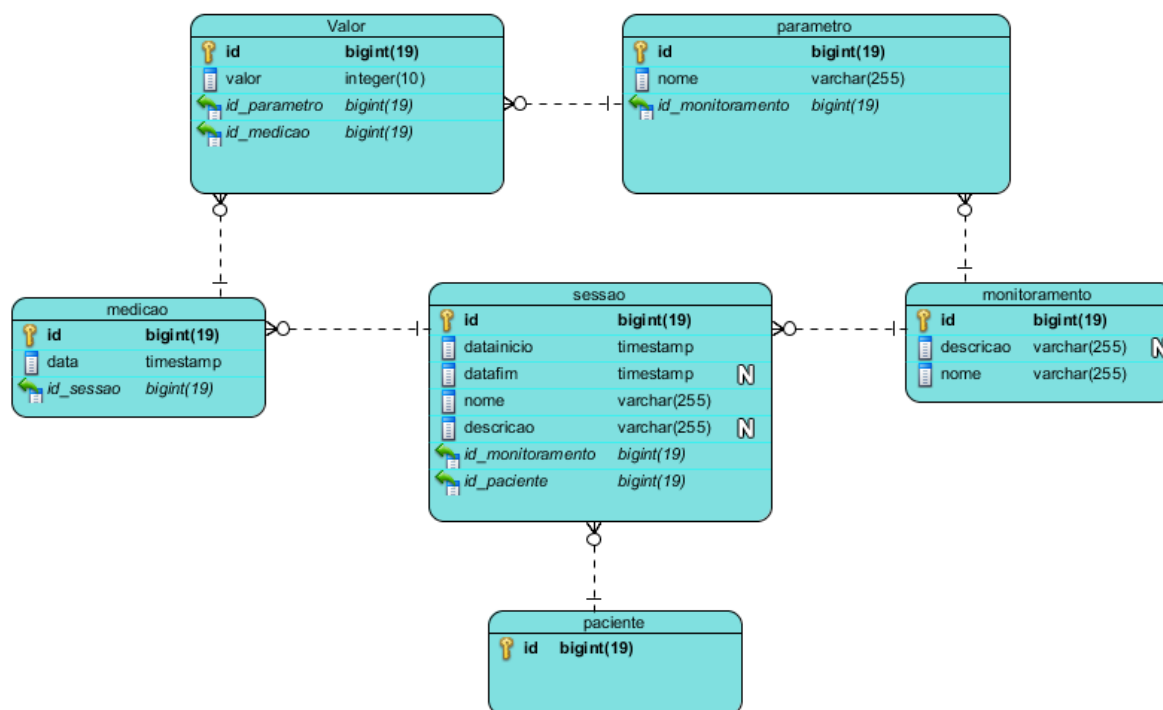 Valor
id bigint(19)
valor integer(10)
id_parametro bigint(19)
id_medicao bigint(19)
parametro
id bigint(19)
nome varchar(255)
id_monitoramento bigint(19)
medicao
id bigint(19)
data timestamp
id_sessao bigint(19)
sessao
id bigint(19)
datainicio timestamp
datafim timestamp N
nome varchar(255)
descricao varchar(255) N
id_monitoramento bigint(19)
id_paciente bigint(19)
monitoramento
id bigint(19)
descricao varchar(255) N
nome varchar(255)
paciente
id bigint(19)